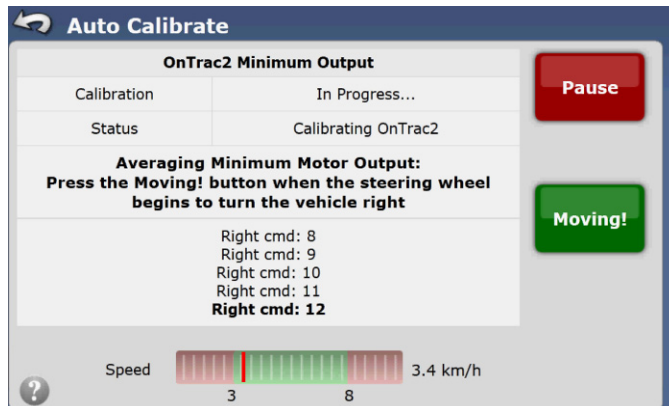 Auto Calibrate
OnTrac2 Minimum Output
Calibration In Progress...
Status Calibrating OnTrac2
Averaging Minimum Motor Output:
Press the Moving! button when the steering wheel
begins to turn the vehicle right
Right cmd: 8
Right cmd: 9
Right cmd: 10
Right cmd: 11
Right cmd: 12
Pause
Moving!
Speed 3.4 km/h
3 8
?